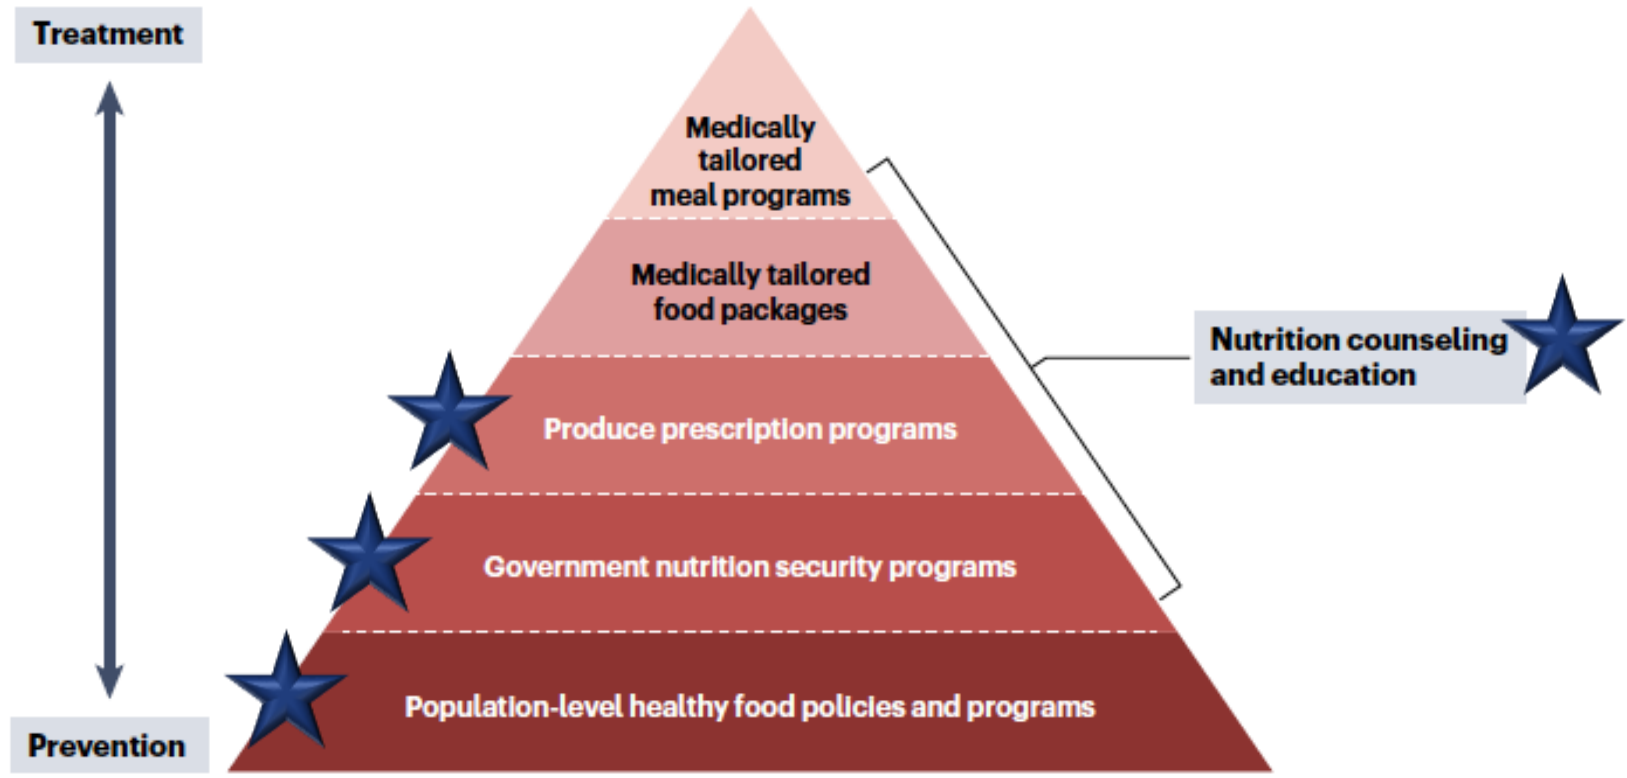 Treatment
Medically
tailored
meal programs
Medically tailored
food packages
Nutrition counseling
and education
Produce prescription programs
Government nutrition security programs
Population-level healthy food policies and programs
Prevention